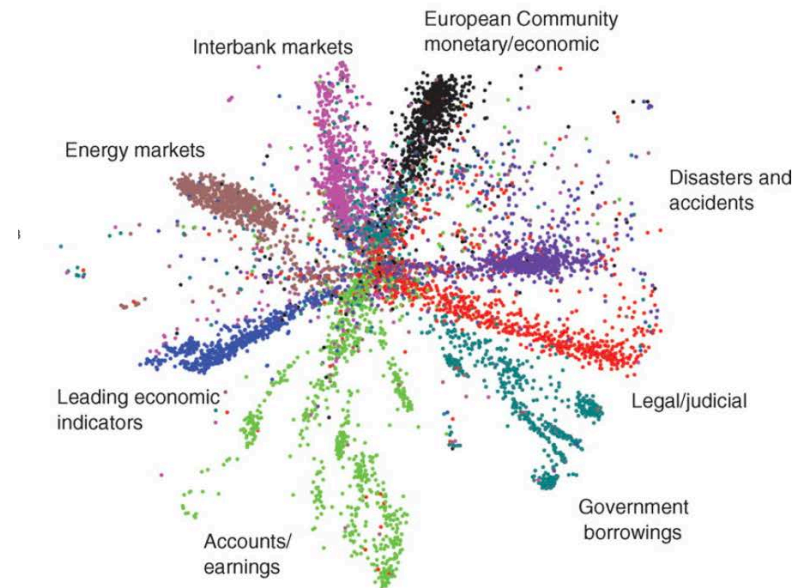 European Community
monetary/economic
Interbank markets
Energy markets
Disasters and
accidents
Leading economic
indicators
Legal/judicial
Government
borrowings
Accounts/
earnings